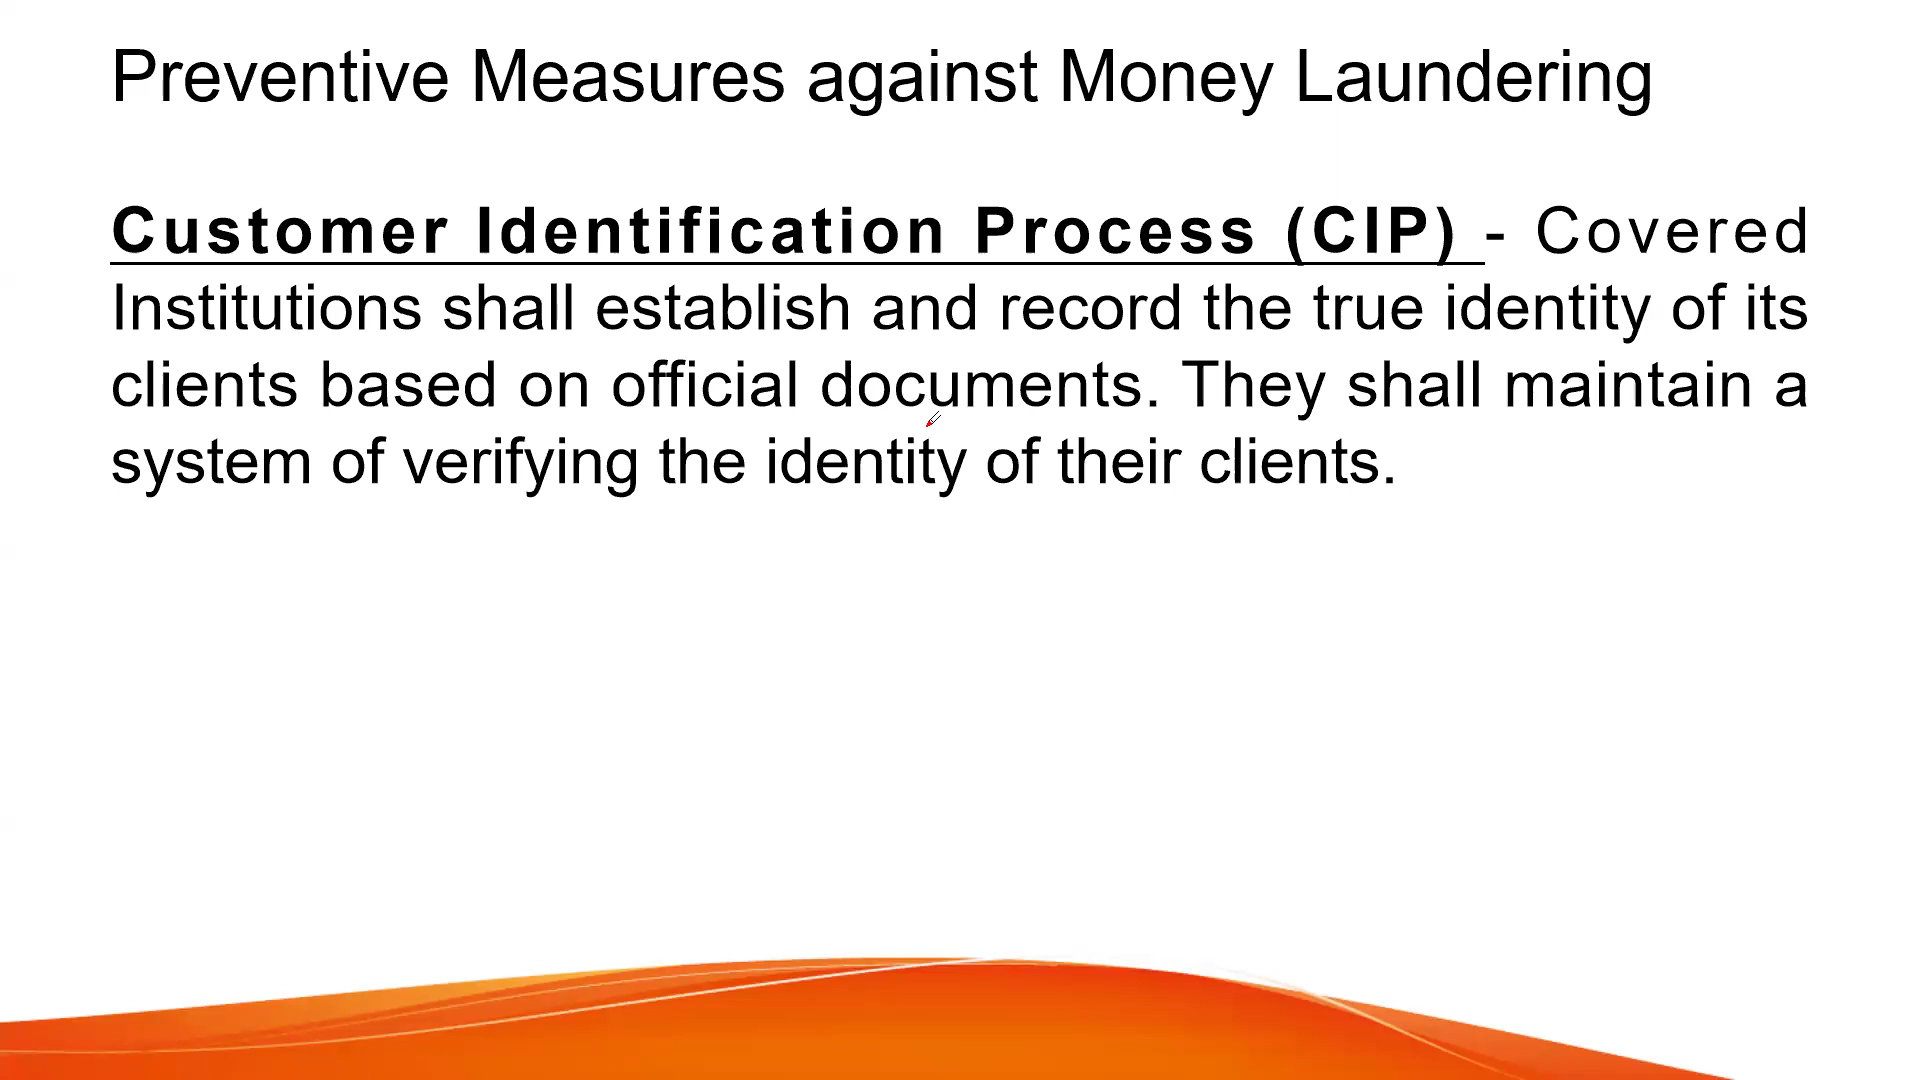 Preventive Measures against Money Laundering
Customer Identification Process (CIP) - Covered
Institutions shall establish and record the true identity of its
clients based on official documents. They shall maintain a
system of verifying the identity of their clients.